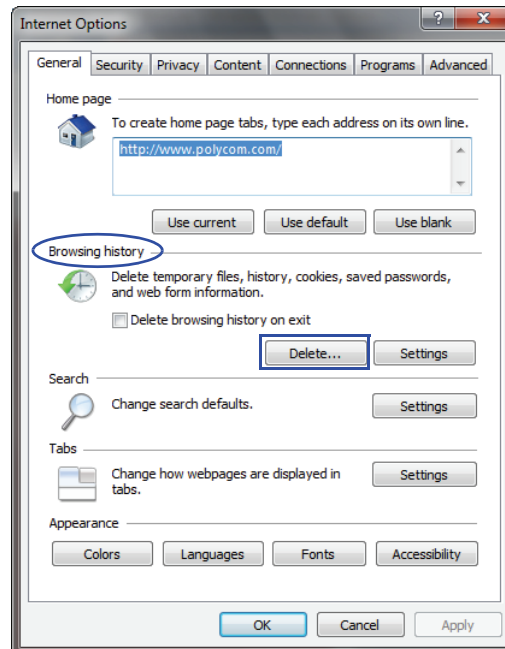 Internet Options
?
X
General Security Privacy Content Connections Programs Advanced
Home page
To create home page tabs, type each address on its own line.
http://www.polycom.com/
Use current Use default Use blank
Browsing history
Delete temporary files, history, cookies, saved passwords,
and web form information.
Delete browsing history on exit
Delete... Settings
Search
Change search defaults. Settings
Tabs
Change how webpages are displayed in Settings
tabs.
Appearance
Colors Languages Fonts Accessibility
OK Cancel Apply